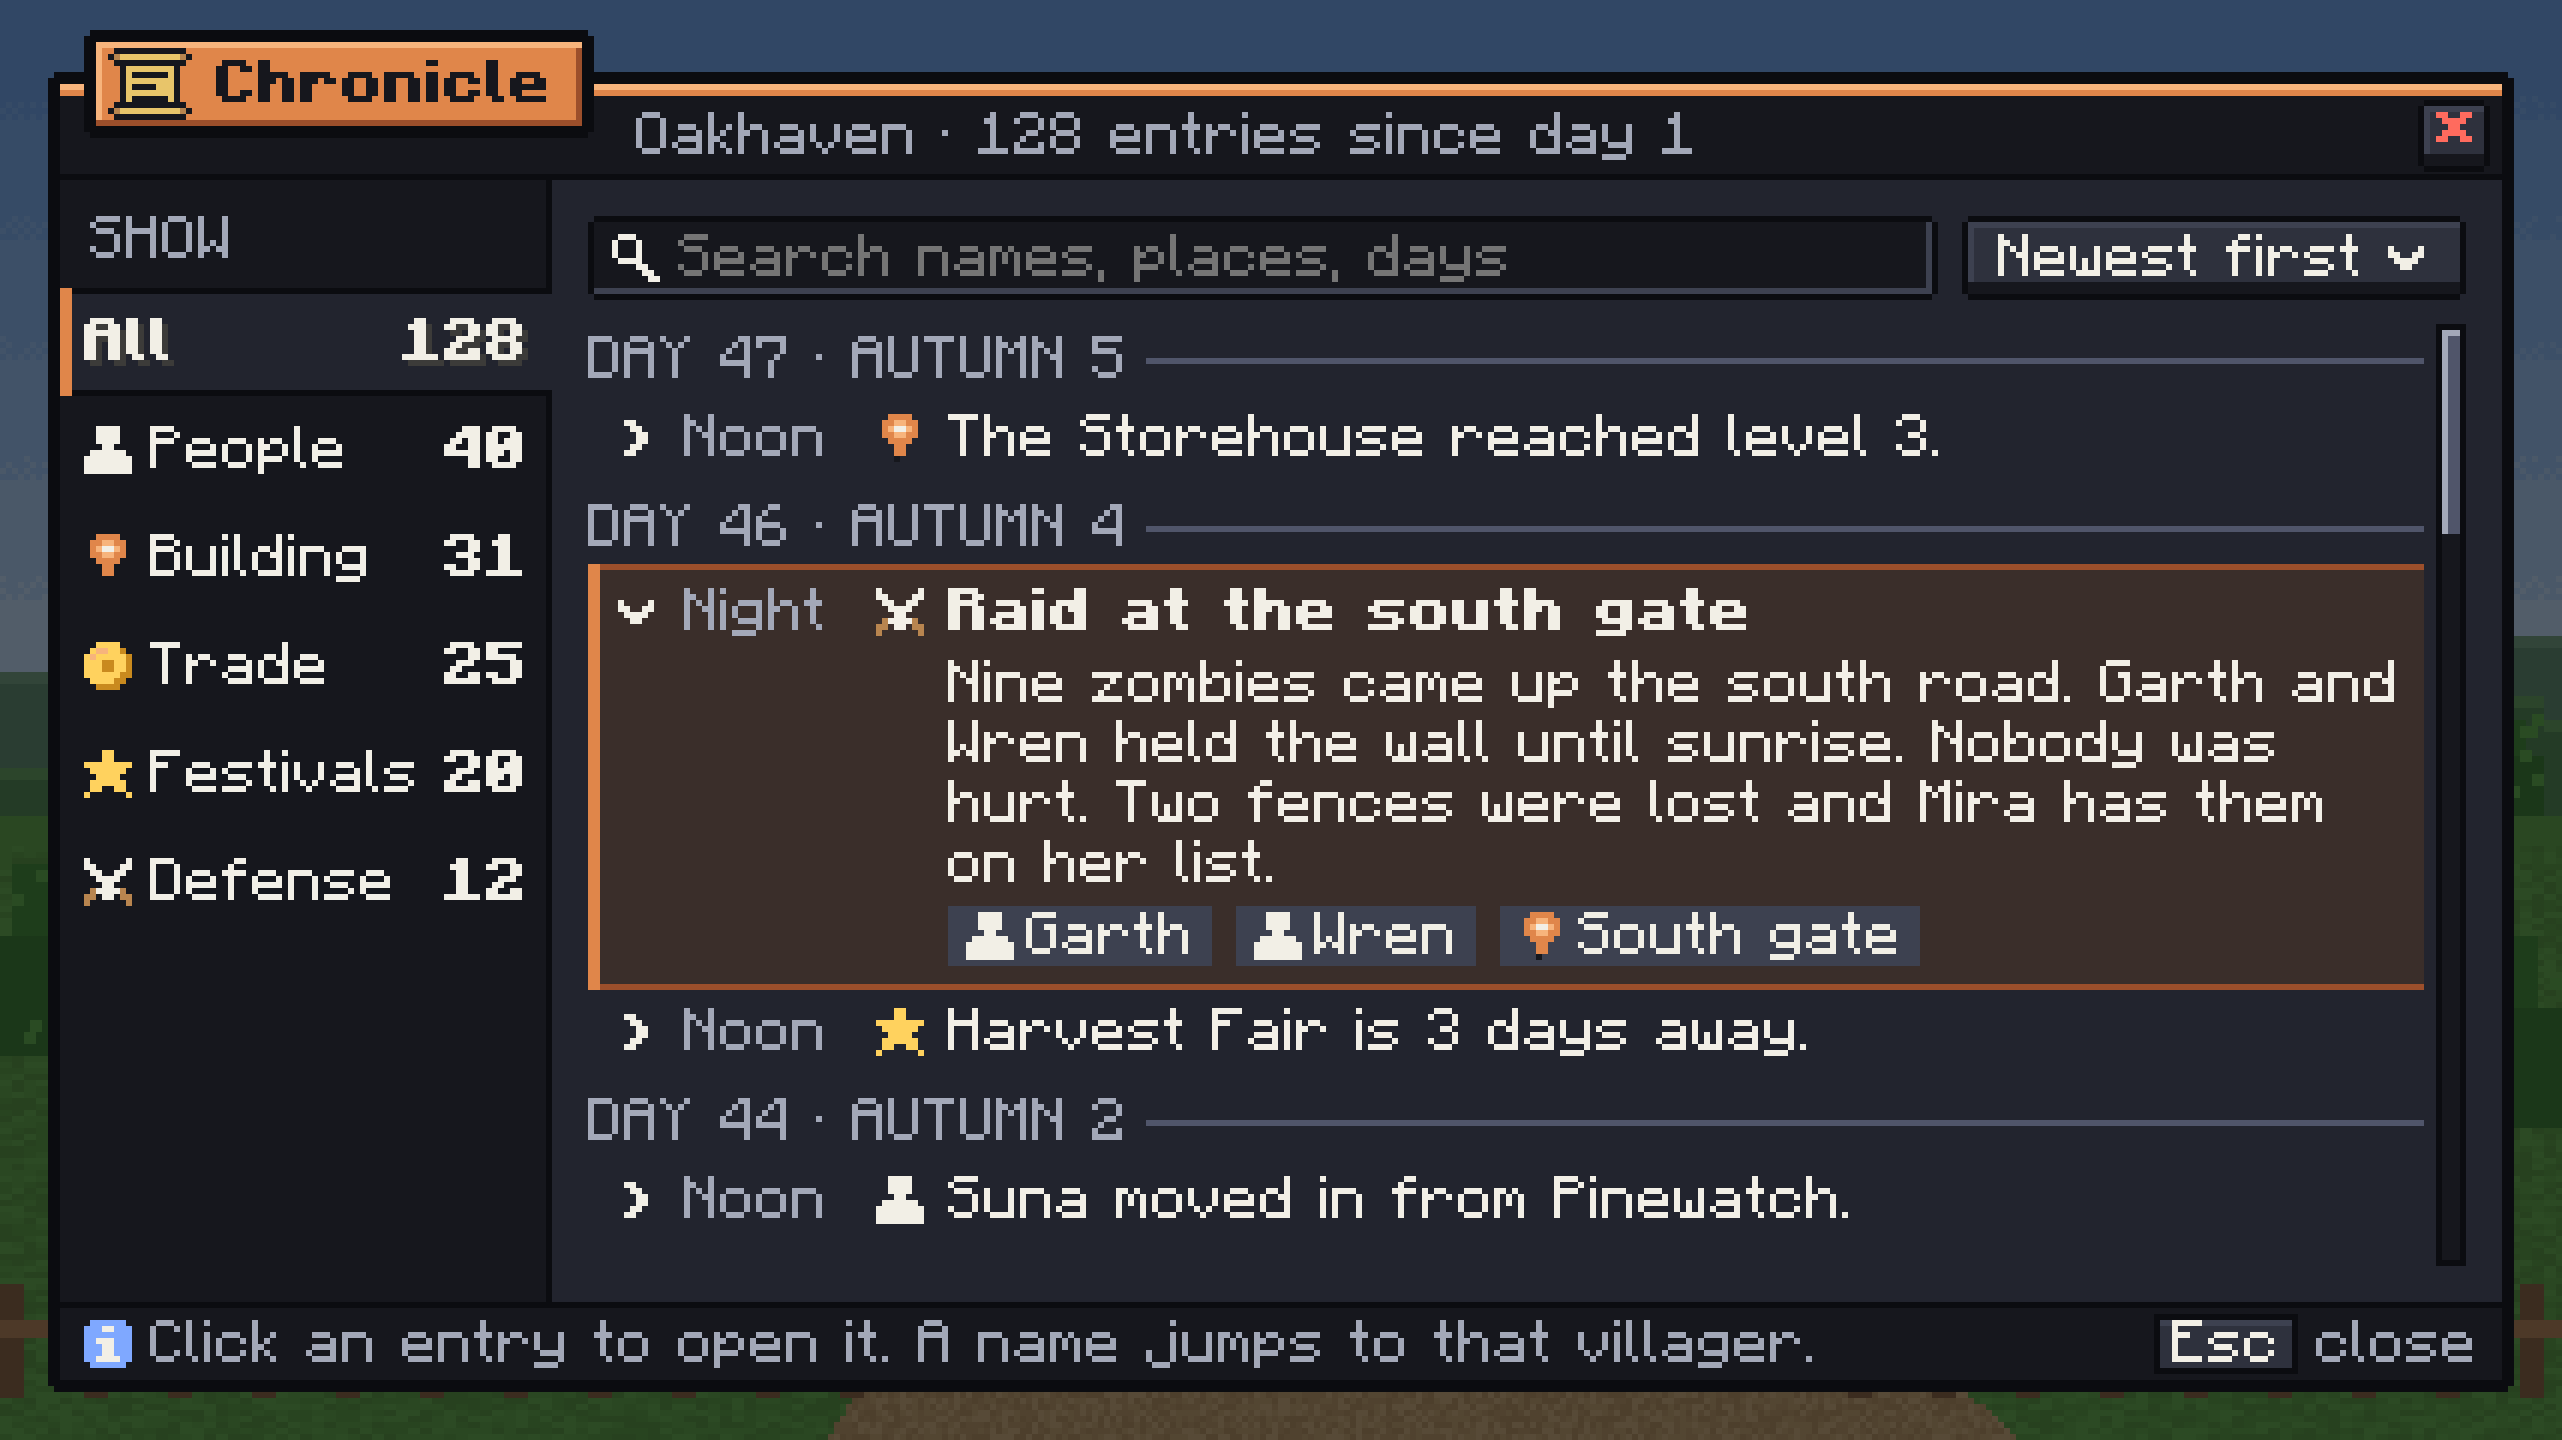 Chronicle
Oakhaven · 128 entries since day 1
SHOW
All 128
People 40
Building 31
Trade 25
Festivals 20
Defense 12
Search names, places, days
Newest first
DAY 47 · AUTUMN 5
Noon The Storehouse reached level 3.
DAY 46 · AUTUMN 4
Night Raid at the south gate
Nine zombies came up the south road. Garth and
Wren held the wall until sunrise. Nobody was
hurt. Two fences were lost and Mira has them
on her list.
Garth Wren South gate
Noon Harvest Fair is 3 days away.
DAY 44 · AUTUMN 2
Noon Suna moved in from Pinewatch.
Click an entry to open it. A name jumps to that villager.
Esc close